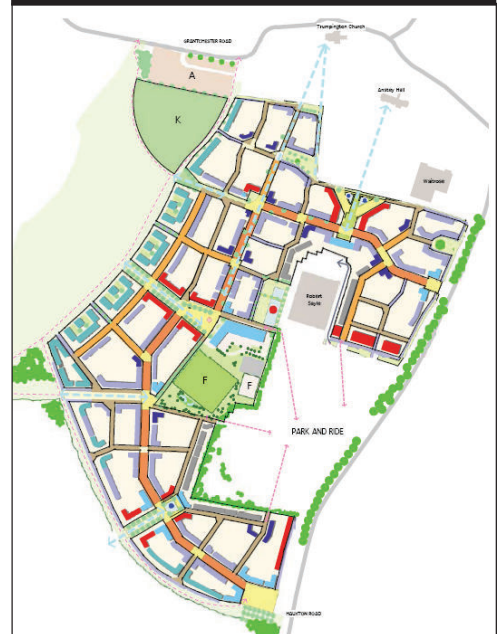 Trumpington Church
GRANTCHESTER ROAD
A
Anstey Hall
K
Waitrose
Robert
Sayle
F
F
PARK AND RIDE
HAUXTON ROAD